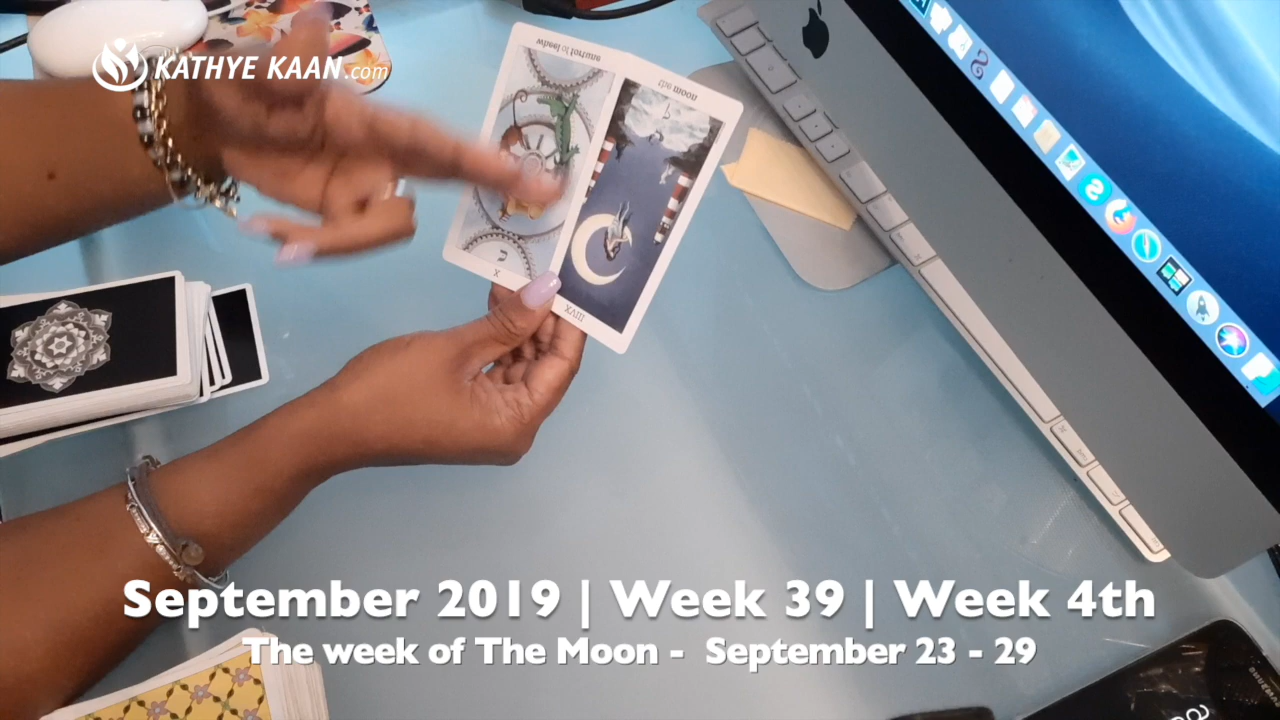 KATHYE KAAN.com
wheel of fortune
the moon
X
XVIII
September 2019 | Week 39 | Week 4th
The week of The Moon - September 23 - 29